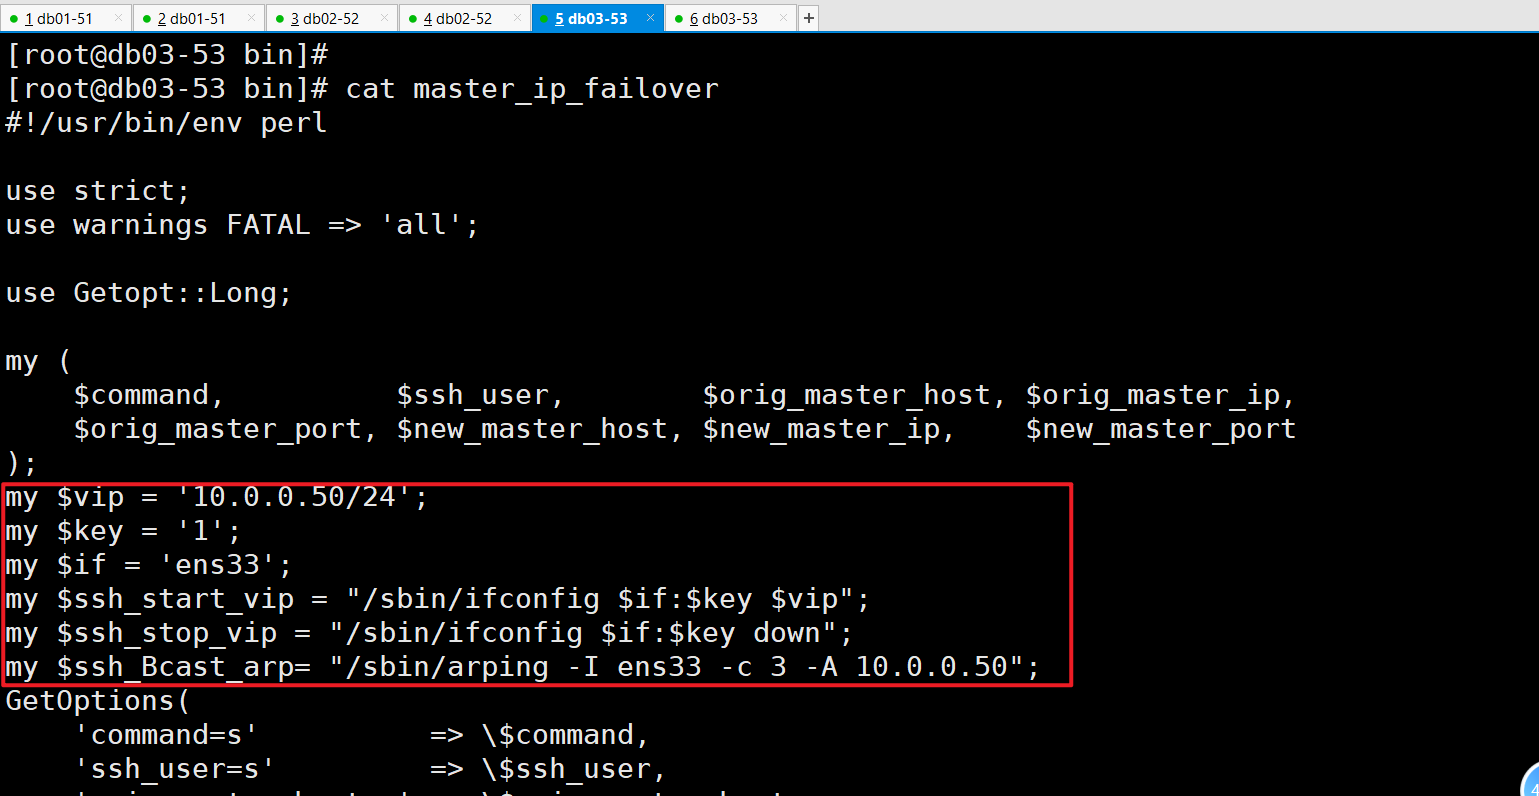 1 db01-51 2 db01-51 3 db02-52 4 db02-52 5 db03-53 6 db03-53
[root@db03-53 bin]#
[root@db03-53 bin]# cat master_ip_failover
#!/usr/bin/env perl
use strict;
use warnings FATAL => 'all';
use Getopt::Long;
my (
    $command,          $ssh_user,        $orig_master_host, $orig_master_ip,
    $orig_master_port, $new_master_host, $new_master_ip,    $new_master_port
);
my $vip = '10.0.0.50/24';
my $key = '1';
my $if = 'ens33';
my $ssh_start_vip = "/sbin/ifconfig $if:$key $vip";
my $ssh_stop_vip = "/sbin/ifconfig $if:$key down";
my $ssh_Bcast_arp= "/sbin/arping -I ens33 -c 3 -A 10.0.0.50";
GetOptions(
    'command=s'          => \$command,
    'ssh_user=s'         => \$ssh_user,